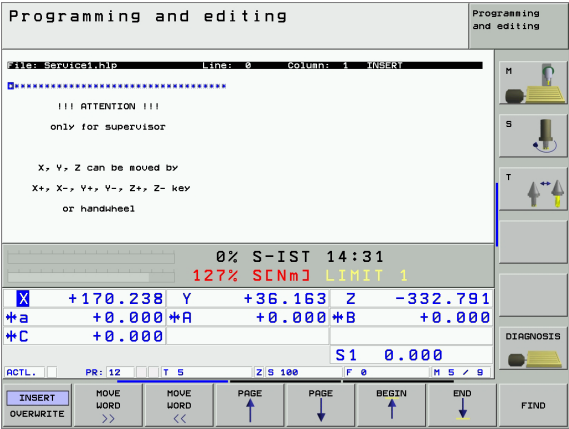 Programming and editing
Programming and editing
File: Service1.hlp Line: 0 Column: 1 INSERT
************************************
!!! ATTENTION !!!
only for supervisor
X, Y, Z can be moved by
X+, X-, Y+, Y-, Z+, Z- key
or handwheel
M
S
T
0% S-IST 14:31
127% S[Nm] LIMIT 1
X +170.238 Y +36.163 Z -332.791
a +0.000 A +0.000 B +0.000
C +0.000
S1 0.000
DIAGNOSIS
ACTL. PR: 12 T 5 Z S 100 F 0 M 5 / 9
INSERT
OVERWRITE
MOVE
WORD
>>
MOVE
WORD
<<
PAGE
PAGE
BEGIN
END
FIND